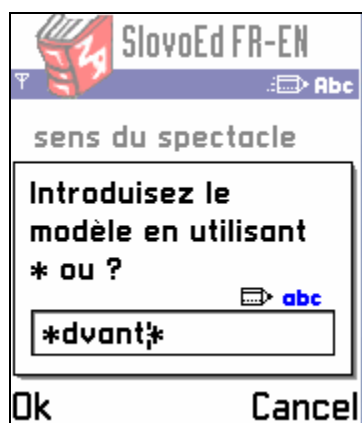 SlovoEd FR-EN
Abc
sens du spectacle
Introduisez le
modèle en utilisant
* ou ?
abc
*dvant*
Ok Cancel